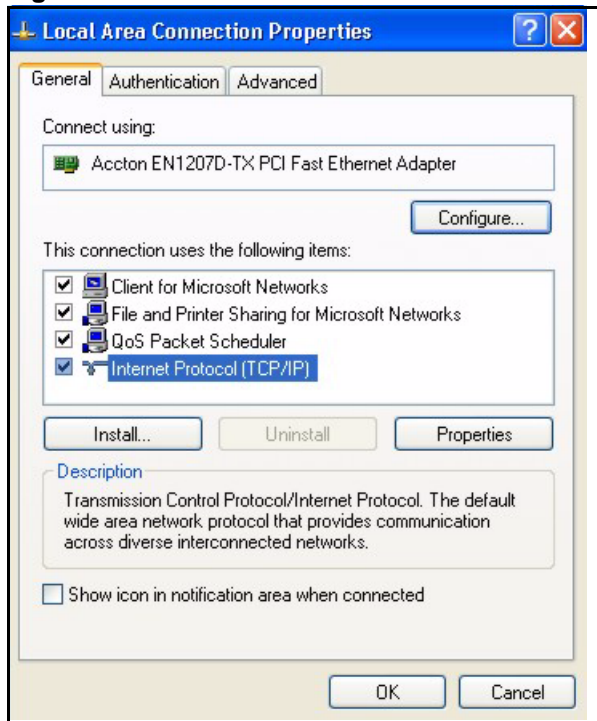 Local Area Connection Properties
General Authentication Advanced
Connect using:
Accton EN1207D-TX PCI Fast Ethernet Adapter
Configure...
This connection uses the following items:
Client for Microsoft Networks
File and Printer Sharing for Microsoft Networks
QoS Packet Scheduler
Internet Protocol (TCP/IP)
Install... Uninstall Properties
Description
Transmission Control Protocol/Internet Protocol. The default
wide area network protocol that provides communication
across diverse interconnected networks.
Show icon in notification area when connected
OK Cancel